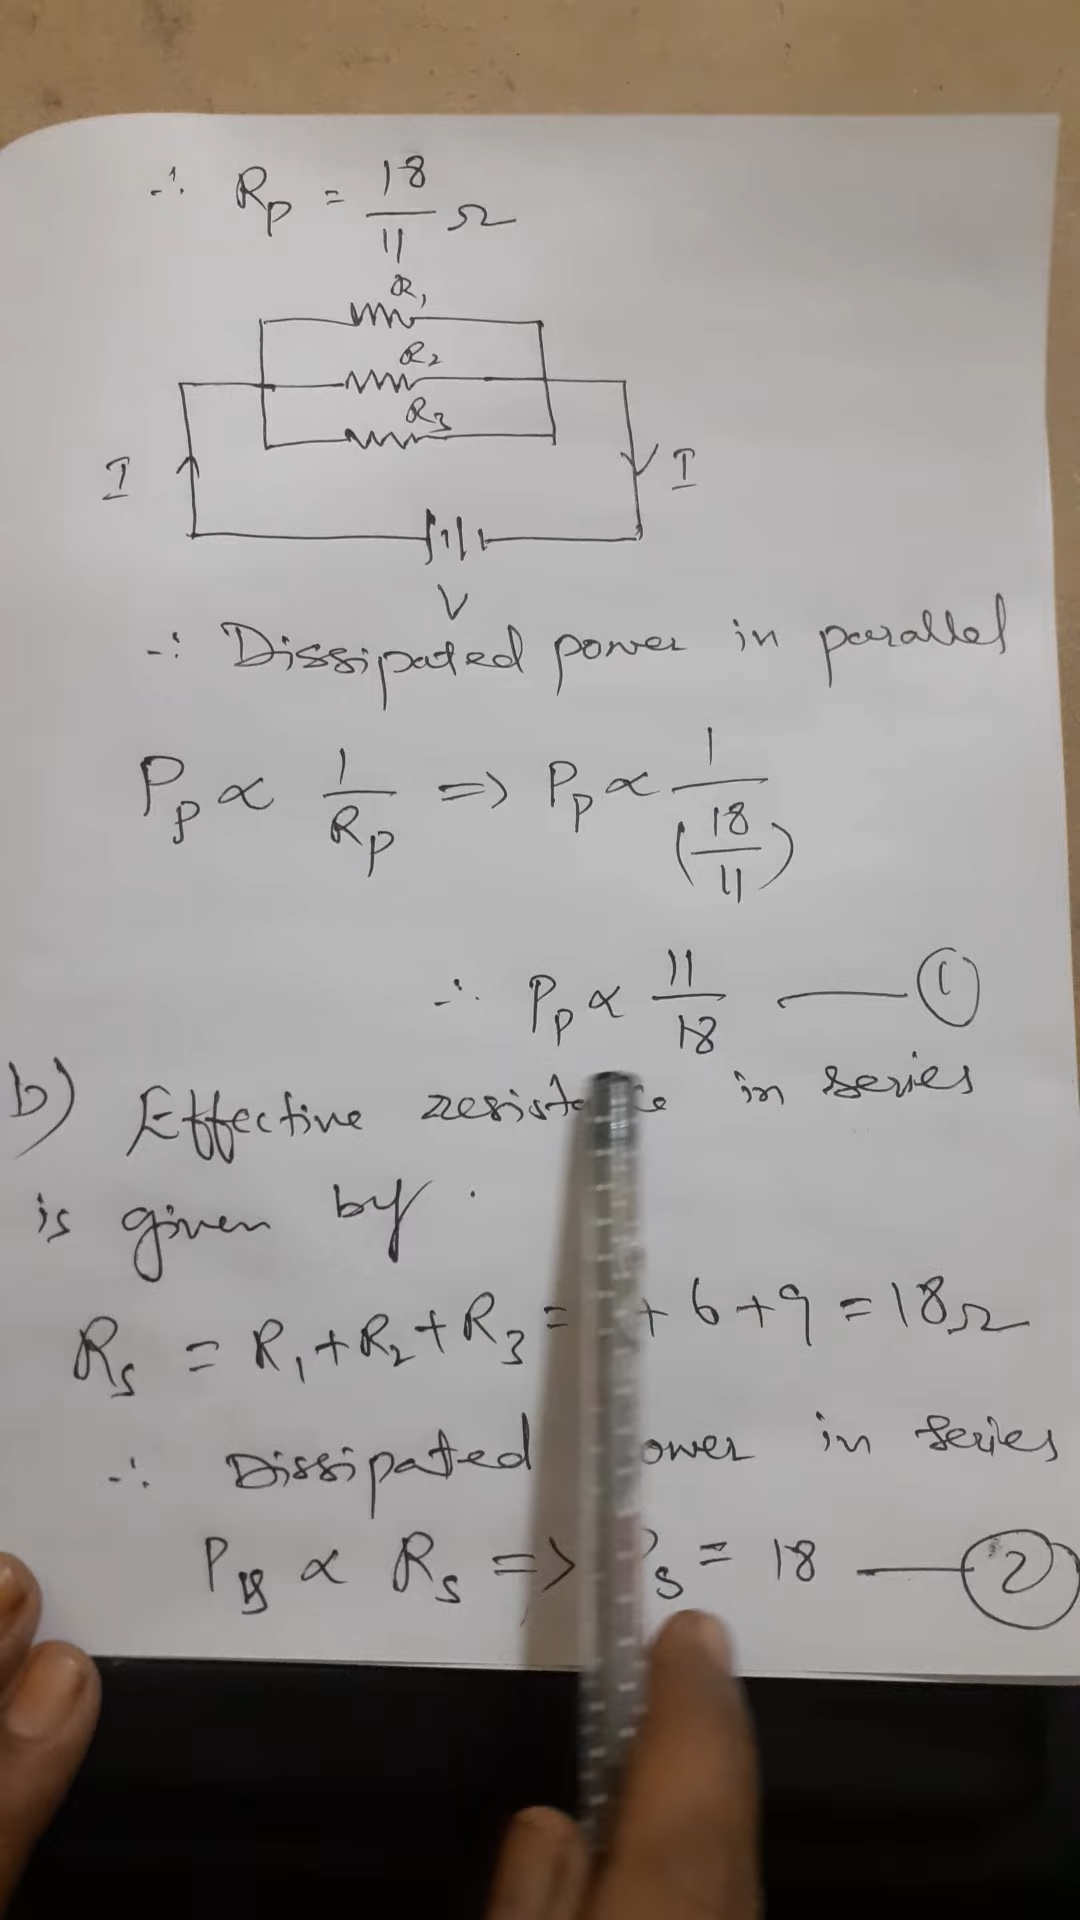 ∴ Rp = 18/11 Ω
R1
R2
R3
I I
V
∴ Dissipated power in parallel
Pp ∝ 1/Rp => Pp ∝ 1/(18/11)
∴ Pp ∝ 11/18 —— ①
b) Effective in series
is given by.
Rs = R1 + R2 + R3 = + 6 + 9 = 18Ω
∴ Dissipated in series
Ps ∝ Rs => s = 18 —— ②